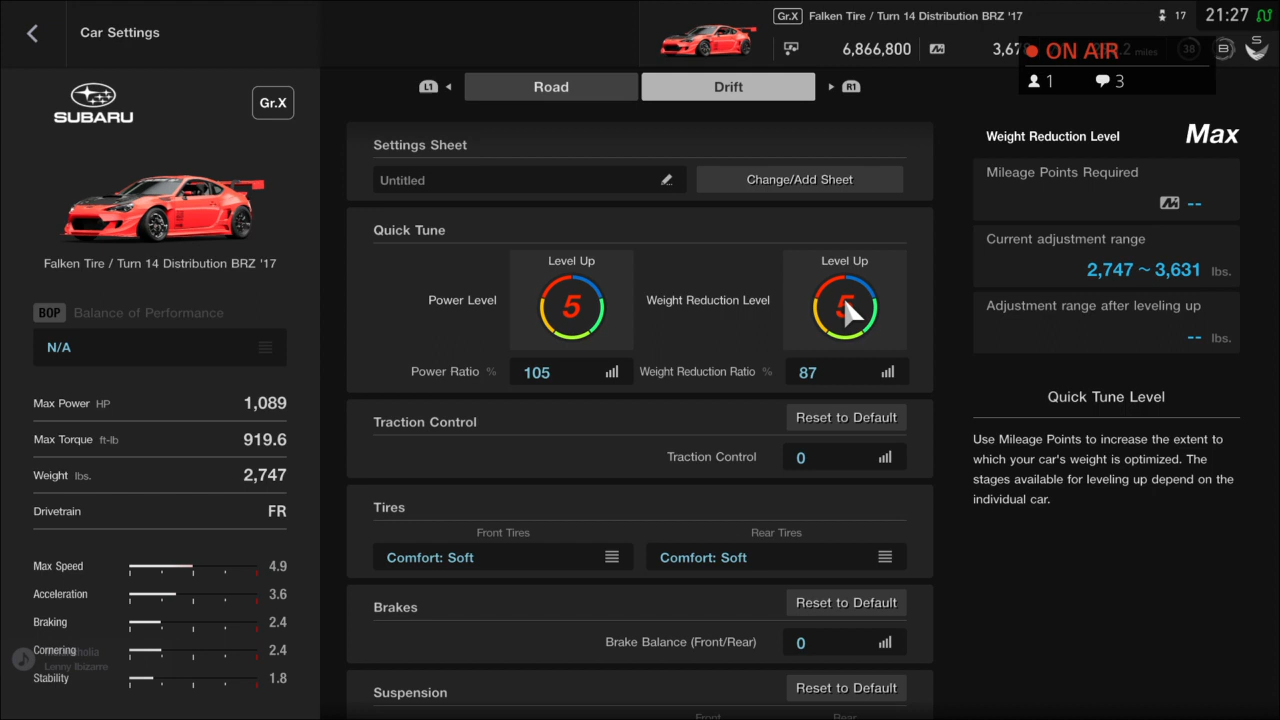 Car Settings
Gr.X Falken Tire / Turn 14 Distribution BRZ '17
17
21:27
6,866,800
3,67
.2 miles
38
B
S
ON AIR
1
3
L1
Road
Drift
R1
SUBARU
Gr.X
Falken Tire / Turn 14 Distribution BRZ '17
BOP Balance of Performance
N/A
Max Power HP 1,089
Max Torque ft-lb 919.6
Weight lbs. 2,747
Drivetrain FR
Max Speed 4.9
Acceleration 3.6
Braking 2.4
Cornering 2.4
Stability 1.8
Lenny Ibizarre
Settings Sheet
Untitled
Change/Add Sheet
Quick Tune
Level Up
Level Up
Power Level 5
Weight Reduction Level 5
Power Ratio % 105
Weight Reduction Ratio % 87
Traction Control
Reset to Default
Traction Control 0
Tires
Front Tires
Rear Tires
Comfort: Soft
Comfort: Soft
Brakes
Reset to Default
Brake Balance (Front/Rear) 0
Suspension
Reset to Default
Front
Rear
Weight Reduction Level Max
Mileage Points Required
--
Current adjustment range
2,747 ~ 3,631 lbs.
Adjustment range after leveling up
-- lbs.
Quick Tune Level
Use Mileage Points to increase the extent to
which your car's weight is optimized. The
stages available for leveling up depend on the
individual car.